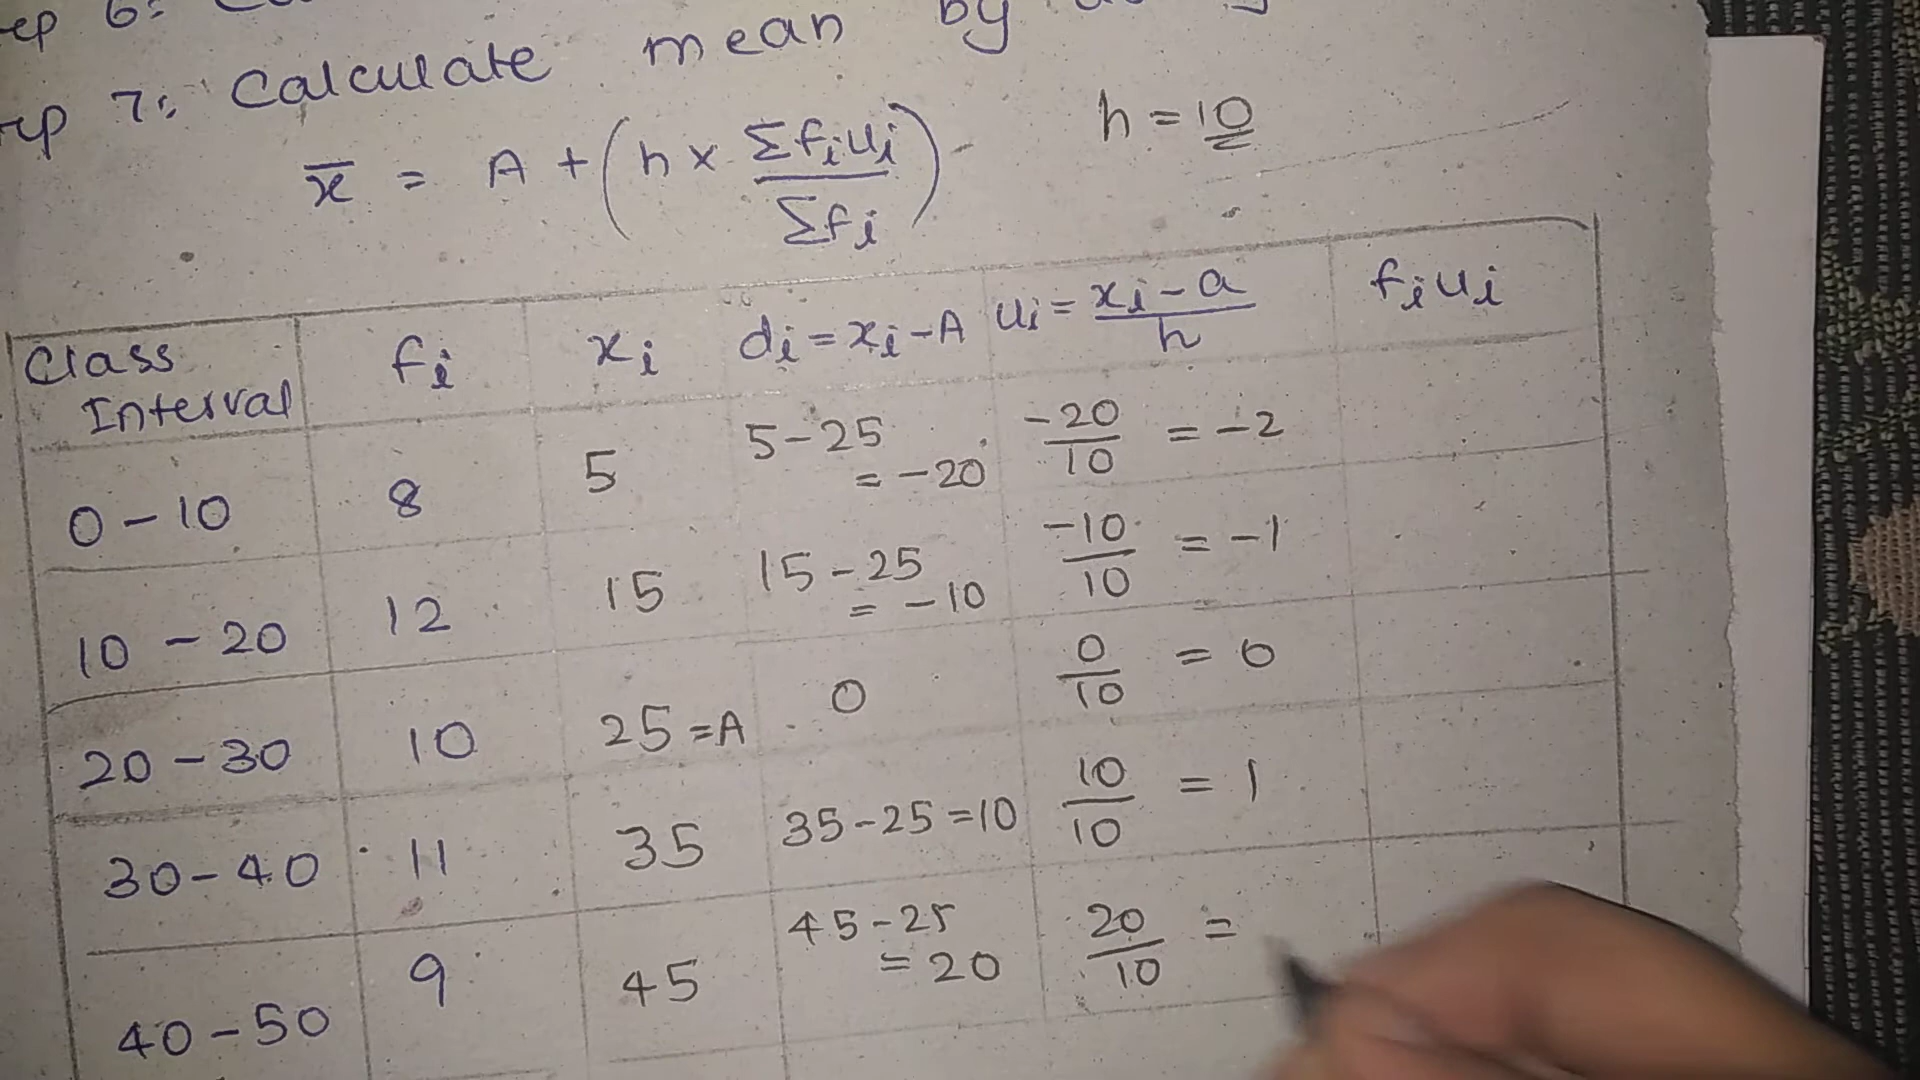 6:
7: Calculate mean by
x̄ = A + (h × Σfiui / Σfi) h = 10
Class Interval fi xi di = xi - A ui = xi - a / h fiui
0 - 10 8 5 5 - 25 = -20 -20/10 = -2
10 - 20 12 15 15 - 25 = -10 -10/10 = -1
20 - 30 10 25 = A 0 0/10 = 0
30 - 40 11 35 35 - 25 = 10 10/10 = 1
40 - 50 9 45 45 - 25 = 20 20/10 =